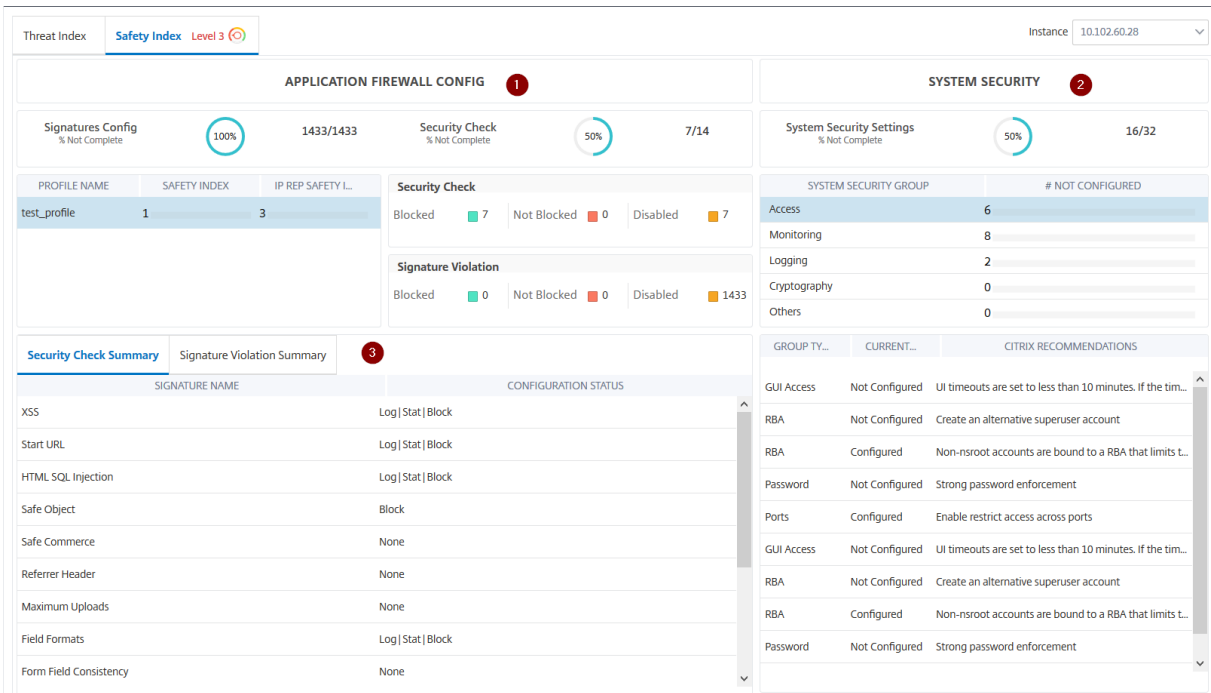 Threat Index
Safety Index Level 3
Instance 10.102.60.28
APPLICATION FIREWALL CONFIG 1
SYSTEM SECURITY 2
Signatures Config
% Not Complete
100%
1433/1433
Security Check
% Not Complete
50%
7/14
System Security Settings
% Not Complete
50%
16/32
PROFILE NAME SAFETY INDEX IP REP SAFETY I...
test_profile 1 3
Security Check
Blocked 7 Not Blocked 0 Disabled 7
Signature Violation
Blocked 0 Not Blocked 0 Disabled 1433
SYSTEM SECURITY GROUP # NOT CONFIGURED
Access 6
Monitoring 8
Logging 2
Cryptography 0
Others 0
Security Check Summary Signature Violation Summary 3
SIGNATURE NAME CONFIGURATION STATUS
XSS Log|Stat|Block
Start URL Log|Stat|Block
HTML SQL Injection Log|Stat|Block
Safe Object Block
Safe Commerce None
Referrer Header None
Maximum Uploads None
Field Formats Log|Stat|Block
Form Field Consistency None
GROUP TY... CURRENT... CITRIX RECOMMENDATIONS
GUI Access Not Configured UI timeouts are set to less than 10 minutes. If the tim...
RBA Not Configured Create an alternative superuser account
RBA Configured Non-nsroot accounts are bound to a RBA that limits t...
Password Not Configured Strong password enforcement
Ports Configured Enable restrict access across ports
GUI Access Not Configured UI timeouts are set to less than 10 minutes. If the tim...
RBA Not Configured Create an alternative superuser account
RBA Configured Non-nsroot accounts are bound to a RBA that limits t...
Password Not Configured Strong password enforcement